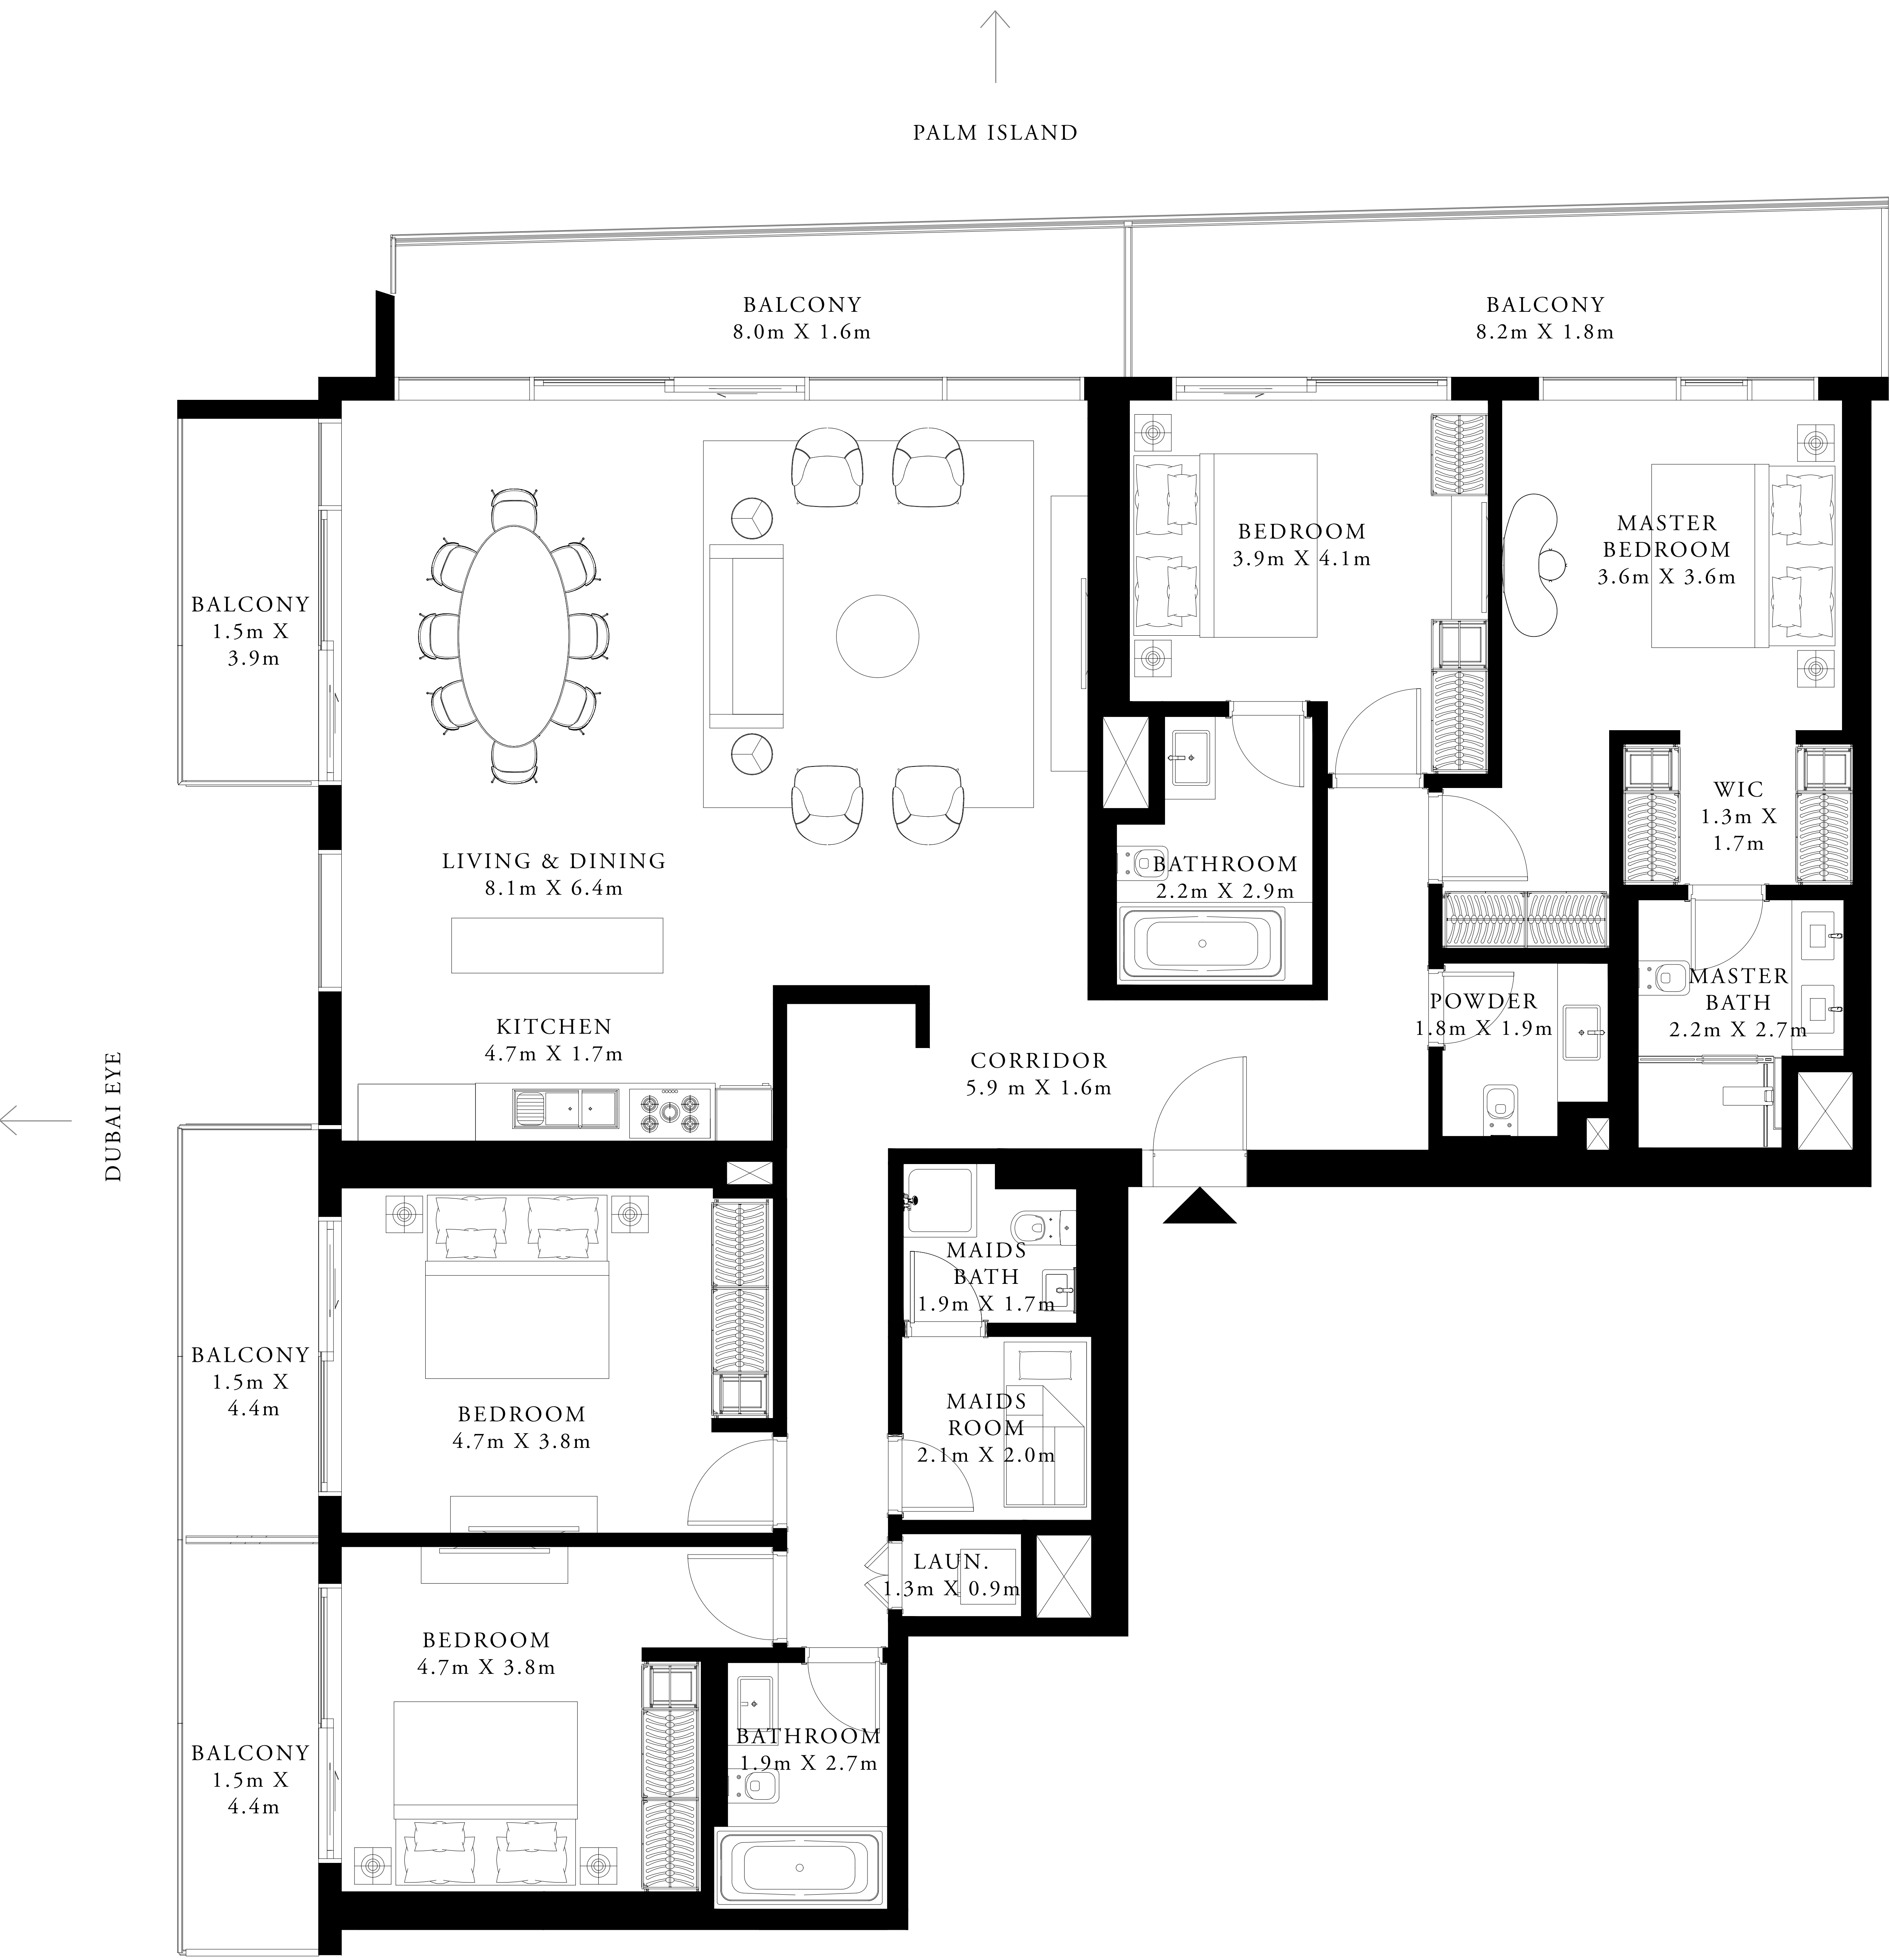 PALM ISLAND
BALCONY
8.0m X 1.6m
BALCONY
8.2m X 1.8m
BALCONY
1.5m X
3.9m
BEDROOM
3.9m X 4.1m
MASTER
BEDROOM
3.6m X 3.6m
WIC
1.3m X
1.7m
LIVING & DINING
8.1m X 6.4m
BATHROOM
2.2m X 2.9m
MASTER
BATH
2.2m X 2.7m
POWDER
1.8m X 1.9m
KITCHEN
4.7m X 1.7m
CORRIDOR
5.9 m X 1.6m
DUBAI EYE
MAIDS
BATH
1.9m X 1.7m
BALCONY
1.5m X
4.4m
BEDROOM
4.7m X 3.8m
MAIDS
ROOM
2.1m X 2.0m
LAUN.
1.3m X 0.9m
BEDROOM
4.7m X 3.8m
BATHROOM
1.9m X 2.7m
BALCONY
1.5m X
4.4m